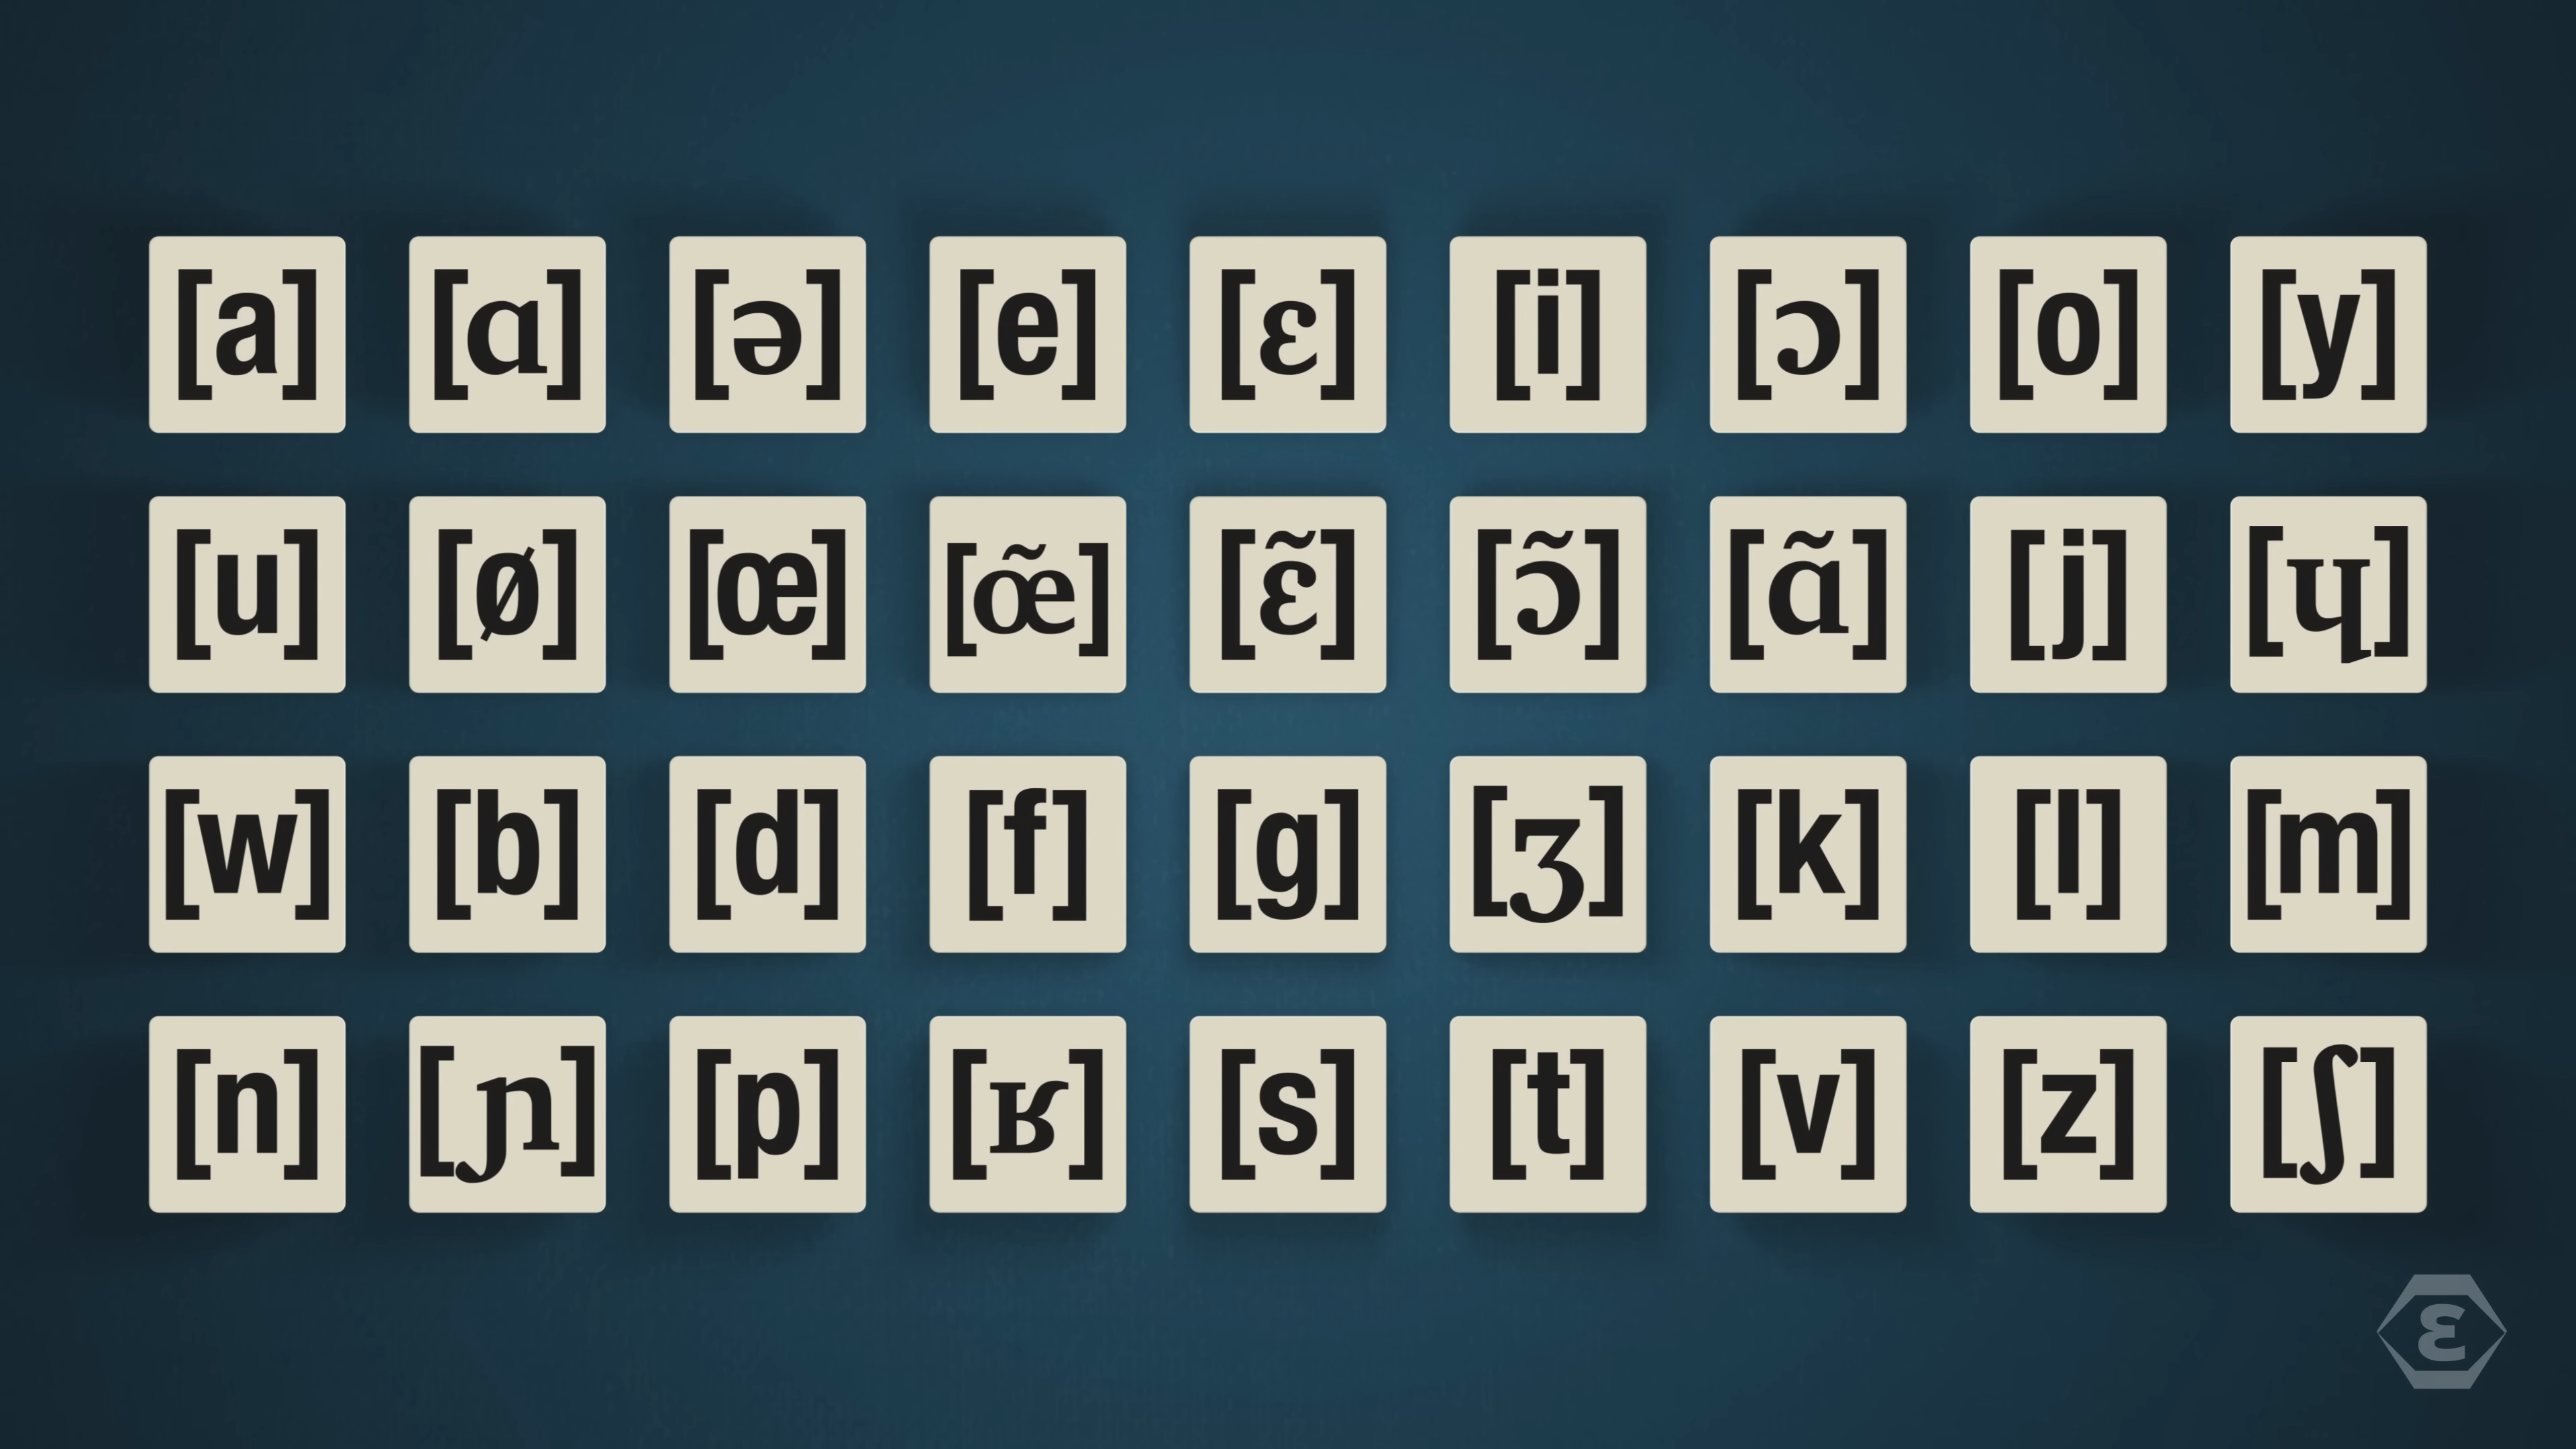 [a] [ɑ] [ə] [e] [ɛ] [i] [ɔ] [o] [y]
[u] [ø] [œ] [œ̃] [ɛ̃] [ɔ̃] [ɑ̃] [j] [ɥ]
[w] [b] [d] [f] [g] [ʒ] [k] [l] [m]
[n] [ɲ] [p] [ʁ] [s] [t] [v] [z] [ʃ]
ɛ